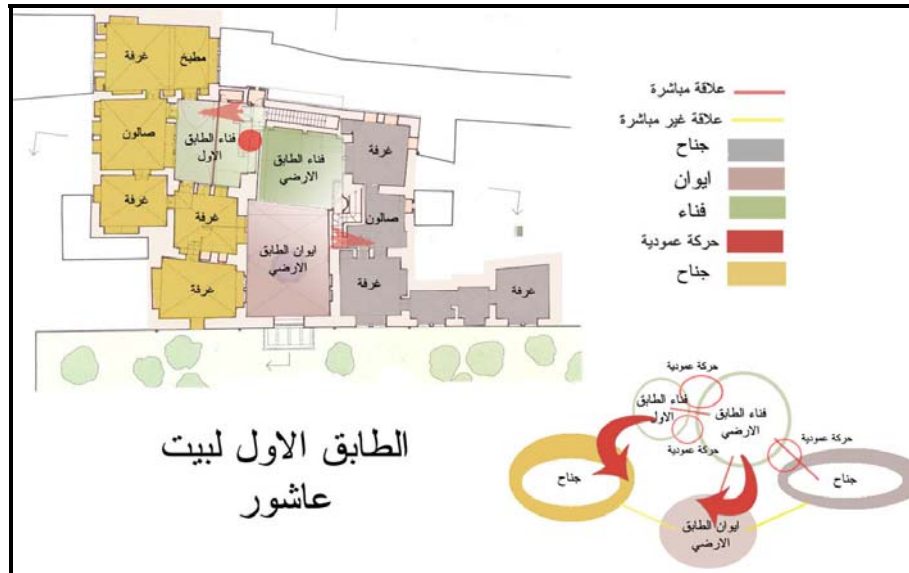 غرفة
مطبخ
صالون
فناء الطابق
الاول
فناء الطابق
الارضي
غرفة
غرفة
غرفة
صالون
ايوان الطابق
الارضي
غرفة
غرفة
غرفة
علاقة مباشرة
علاقة غير مباشرة
جناح
ايوان
فناء
حركة عمودية
جناح
الطابق الاول لبيت
عاشور
حركة عمودية
فناء الطابق
الاول
فناء الطابق
الارضي
حركة عمودية
حركة عمودية
جناح
جناح
ايوان الطابق
الارضي